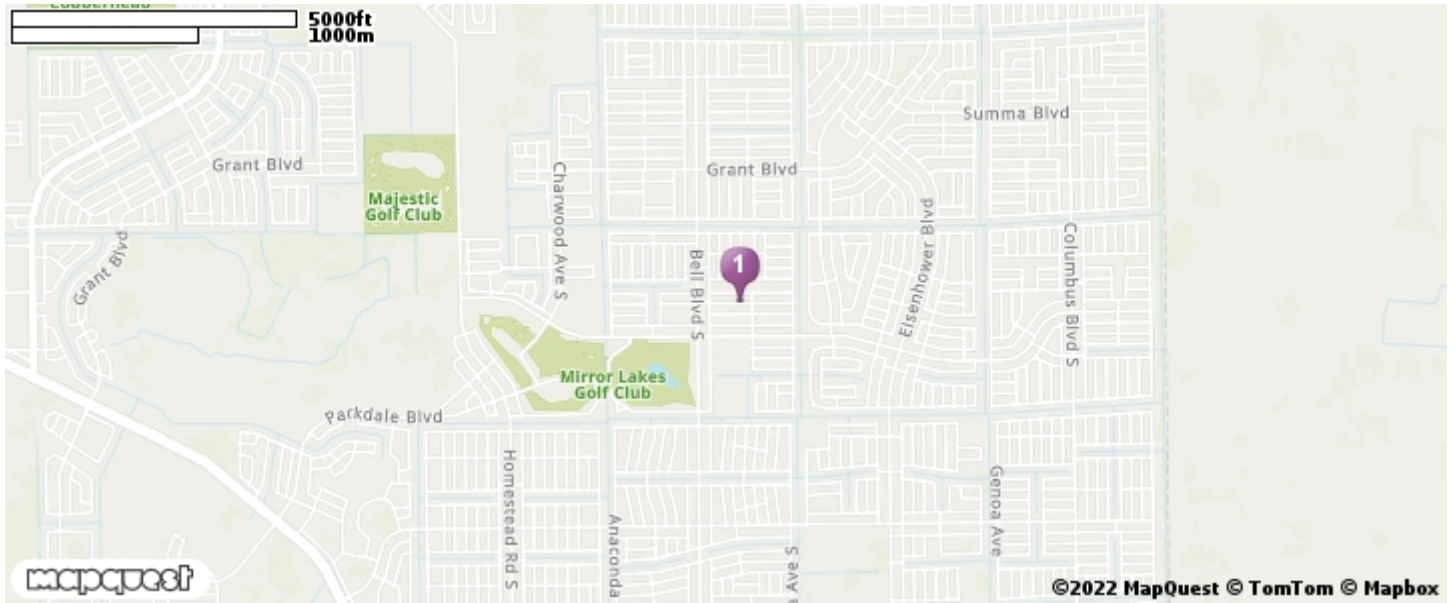 5000ft
1000m
Summa Blvd
Grant Blvd
Grant Blvd
Majestic
Golf Club
Charwood Ave S
Grant Blvd
Bell Blvd S
1
Eisenhower Blvd
Columbus Blvd S
Mirror Lakes
Golf Club
Parkdale Blvd
Homestead Rd S
Anaconda
Ave S
Genoa Ave
mapquest
©2022 MapQuest © TomTom © Mapbox